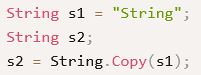 String s1 = "String";
String s2;
s2 = String.Copy(s1);